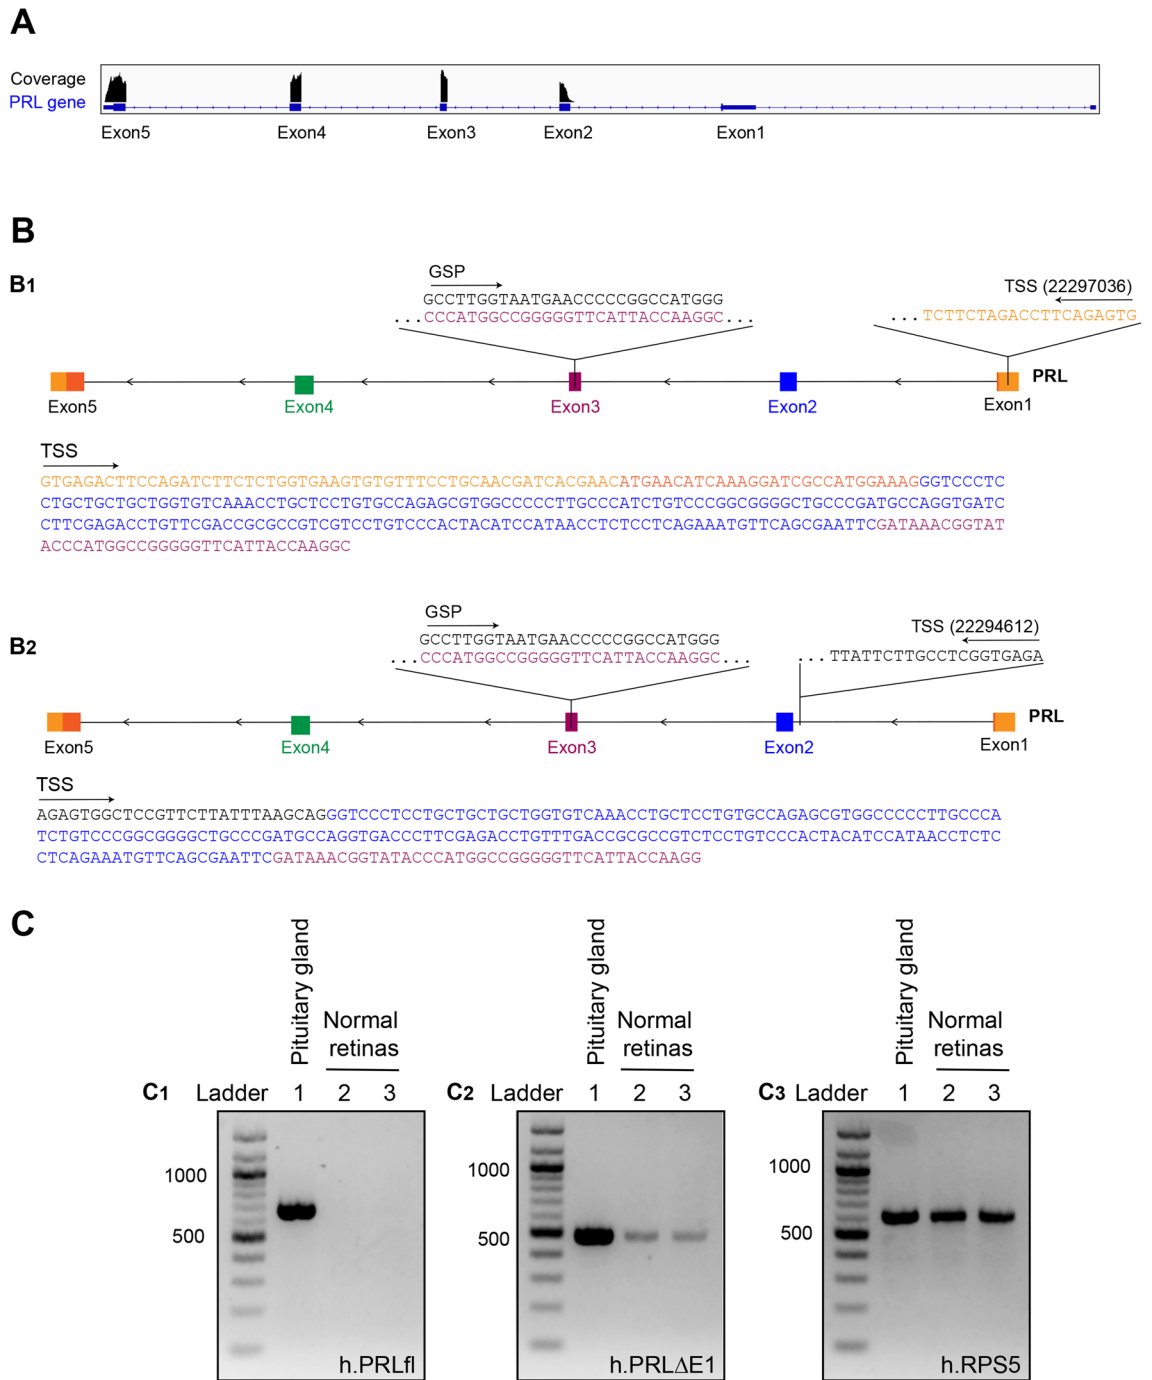 A
Coverage
PRL gene
Exon5 Exon4 Exon3 Exon2 Exon1
B
B1
GSP
GCCTTGGTAATGAACCCCCGGCCATGGG
...CCCATGGCCGGGGGTTCATTACCAAGGC...
TSS (22297036)
...TCTTCTAGACCTTCAGAGTG
PRL
Exon5 Exon4 Exon3 Exon2 Exon1
TSS
GTGAGACTTCCAGATCTTCTCTGGTGAAGTGTGTTTCCTGCAACGATCACGAACATGAACATCAAAGGATCGCCATGGAAAGGGTCCCTC
CTGCTGCTGCTGGTGTCAAACCTGCTCCTGTGCCAGAGCGTGGCCCCCTTGCCCATCTGTCCCGGCGGGGCTGCCCGATGCCAGGTGATC
CTTCGAGACCTGTTCGACCGCGCCGTCGTCCTGTCCCACTACATCCATAACCTCTCCTCAGAAATGTTCAGCGAATTCGATAAACGGTAT
ACCCATGGCCGGGGGTTCATTACCAAGGC
B2
GSP
GCCTTGGTAATGAACCCCCGGCCATGGG
...CCCATGGCCGGGGGTTCATTACCAAGGC...
TSS (22294612)
...TTATTCTTGCCTCGGTGAGA
PRL
Exon5 Exon4 Exon3 Exon2 Exon1
TSS
AGAGTGGCTCCGTTCTTATTTAAGCAGGGTCCCTCCTGCTGCTGCTGGTGTCAAACCTGCTCCTGTGCCAGAGCGTGGCCCCCTTGCCCA
TCTGTCCCGGCGGGGCTGCCCGATGCCAGGTGACCCTTCGAGACCTGTTTGACCGCGCCGTCTCCTGTCCCACTACATCCATAACCTCTC
CTCAGAAATGTTCAGCGAATTCGATAAACGGTATACCCATGGCCGGGGGTTCATTACCAAGG
C
C1
Ladder
Pituitary gland
Normal
retinas
1 2 3
1000
500
h.PRLfl
C2
Ladder
Pituitary gland
Normal
retinas
1 2 3
1000
500
h.PRLΔE1
C3
Ladder
Pituitary gland
Normal
retinas
1 2 3
1000
500
h.RPS5